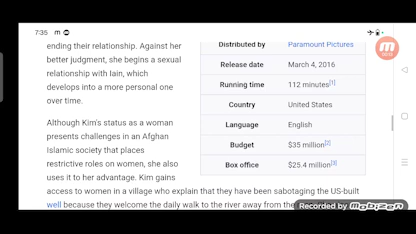 7:35 m
ending their relationship. Against her
better judgment, she begins a sexual
relationship with Iain, which
develops into a more personal one
over time.
Although Kim's status as a woman
presents challenges in an Afghan
Islamic society that places
restrictive roles on women, she also
uses it to her advantage. Kim gains
access to women in a village who explain that they have been sabotaging the US-built
well because they welcome the daily walk to the river away from the
Distributed by Paramount Pictures
Release date March 4, 2016
Running time 112 minutes[1]
Country United States
Language English
Budget $35 million[2]
Box office $25.4 million[3]
Recorded by Mobizen